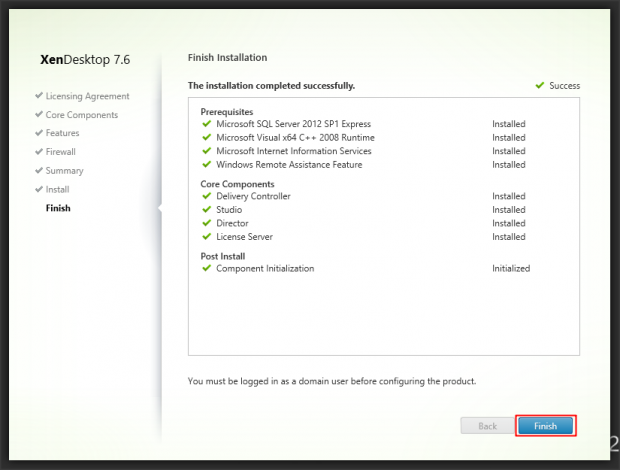 XenDesktop 7.6
Licensing Agreement
Core Components
Features
Firewall
Summary
Install
Finish
Finish Installation
The installation completed successfully. Success
Prerequisites
Microsoft SQL Server 2012 SP1 Express Installed
Microsoft Visual x64 C++ 2008 Runtime Installed
Microsoft Internet Information Services Installed
Windows Remote Assistance Feature Installed
Core Components
Delivery Controller Installed
Studio Installed
Director Installed
License Server Installed
Post Install
Component Initialization Initialized
You must be logged in as a domain user before configuring the product.
Back Finish
2